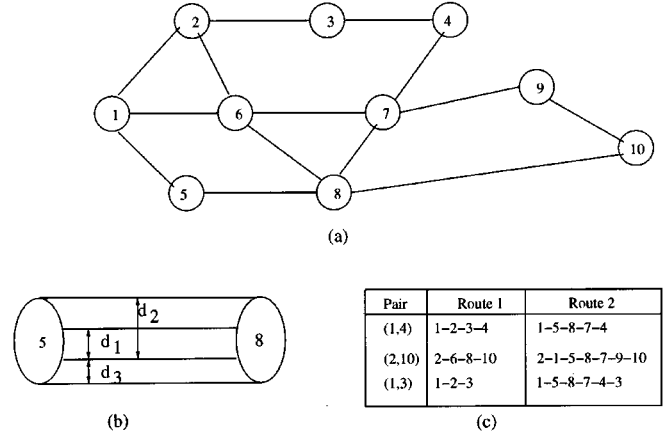 2 3 4
9
1 6 7
10
5 8
(a)
d2
5 d1 8
d3
(b)
Pair Route 1 Route 2
(1,4) 1–2–3–4 1–5–8–7–4
(2,10) 2–6–8–10 2–1–5–8–7–9–10
(1,3) 1–2–3 1–5–8–7–4–3
(c)